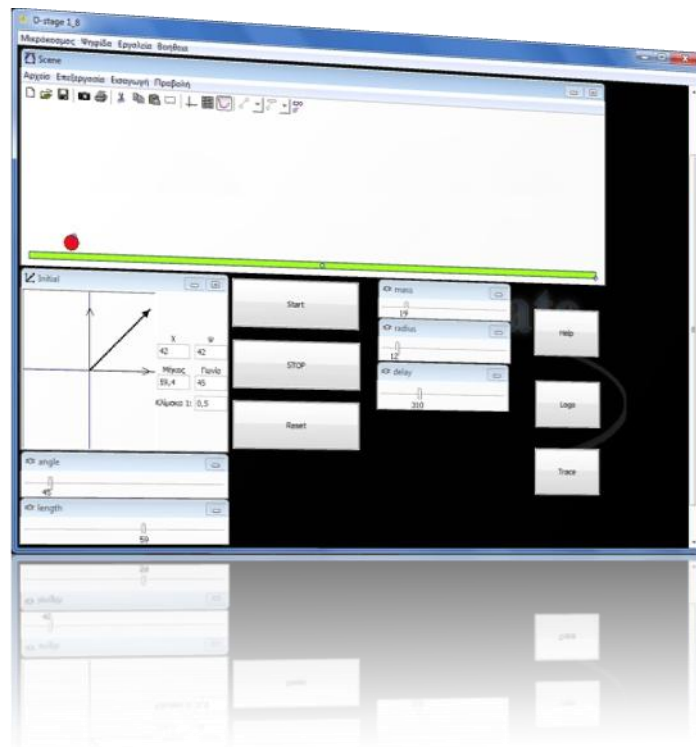 D-stage 1_8
Μικρόκοσμος Ψηφίδα Εργαλεία Βοήθεια
Scene
Αρχείο Επεξεργασία Εισαγωγή Προβολή
Initial
X Ψ
42 42
Μήκος Γωνία
59,4 45
Κλίμακα 1: 0,5
angle
45
length
59
Start
STOP
Reset
mass
19
radius
12
delay
310
Help
Logo
Trace